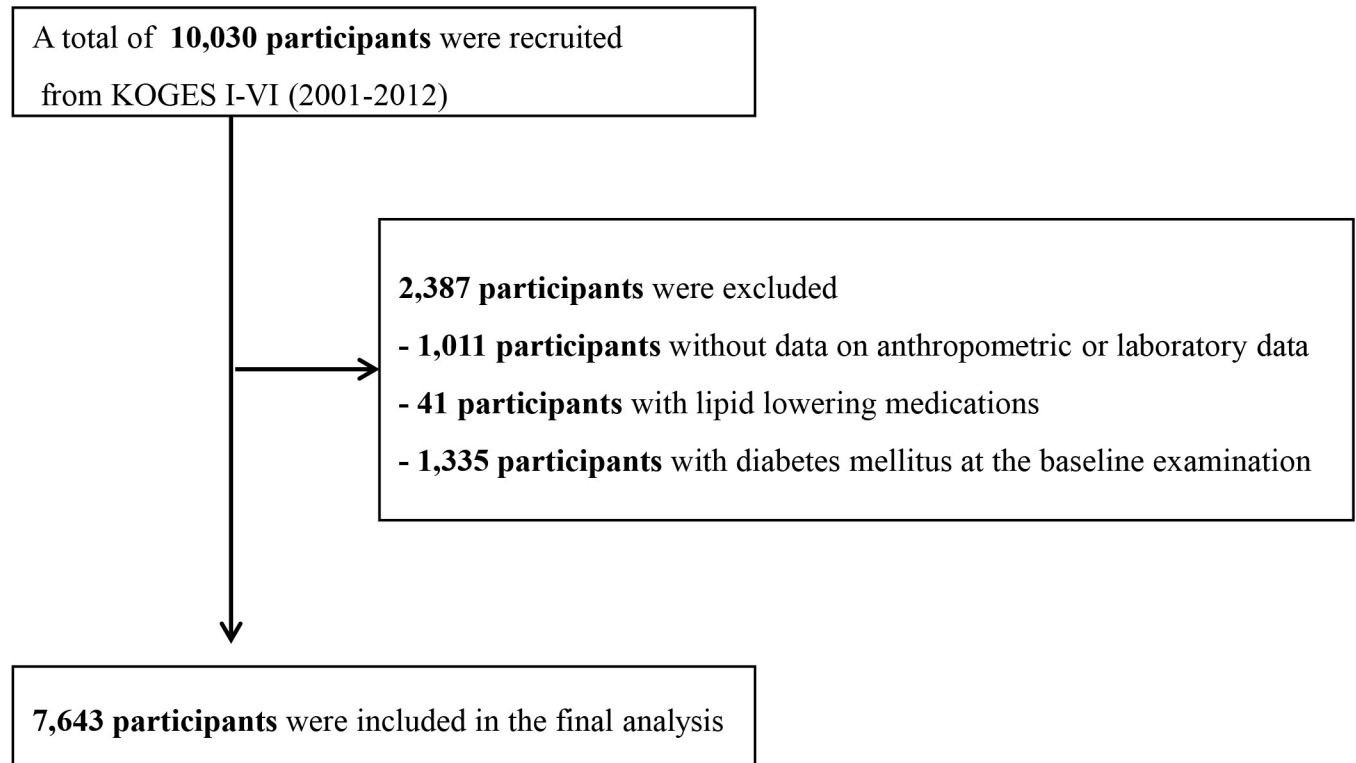 A total of 10,030 participants were recruited
from KOGES I-VI (2001-2012)
2,387 participants were excluded
- 1,011 participants without data on anthropometric or laboratory data
- 41 participants with lipid lowering medications
- 1,335 participants with diabetes mellitus at the baseline examination
7,643 participants were included in the final analysis